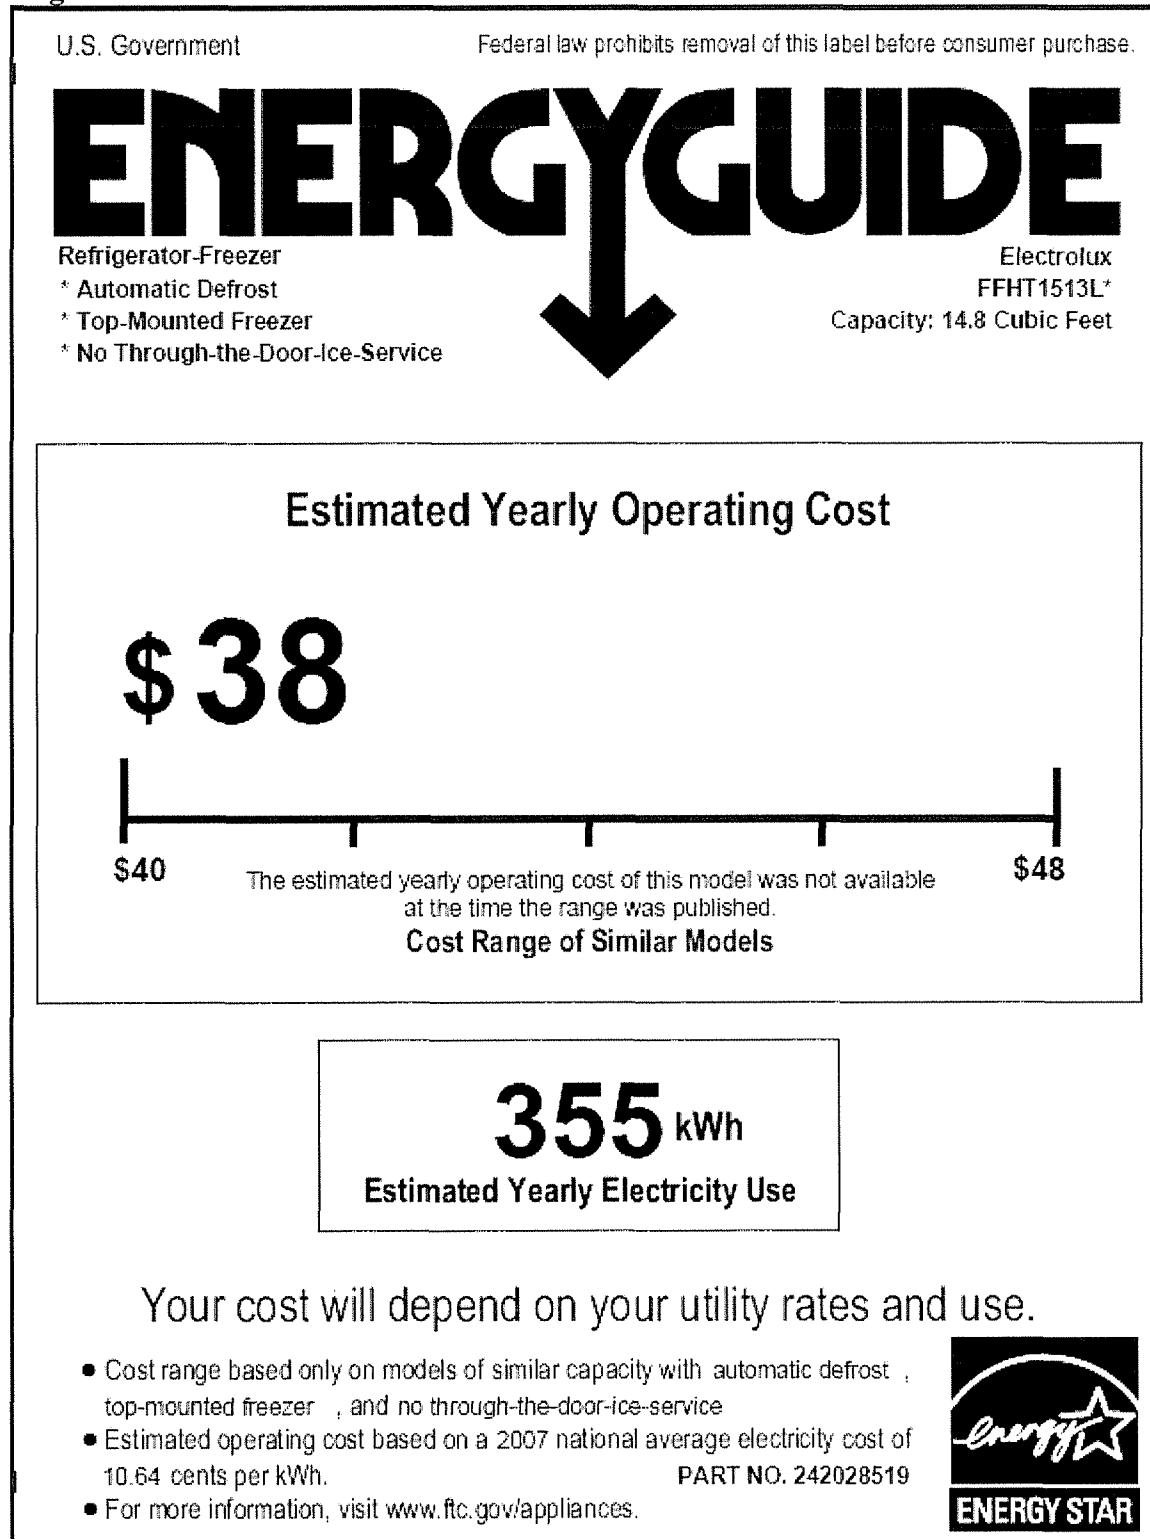 U.S. Government
Federal law prohibits removal of this label before consumer purchase.
ENERGYGUIDE
Refrigerator-Freezer
* Automatic Defrost
* Top-Mounted Freezer
* No Through-the-Door-Ice-Service
Electrolux
FFHT1513L*
Capacity: 14.8 Cubic Feet
Estimated Yearly Operating Cost
$ 38
$40
$48
The estimated yearly operating cost of this model was not available
at the time the range was published.
Cost Range of Similar Models
355 kWh
Estimated Yearly Electricity Use
Your cost will depend on your utility rates and use.
● Cost range based only on models of similar capacity with automatic defrost ,
top-mounted freezer , and no through-the-door-ice-service
● Estimated operating cost based on a 2007 national average electricity cost of
10.64 cents per kWh. PART NO. 242028519
● For more information, visit www.ftc.gov/appliances.
energy
ENERGY STAR